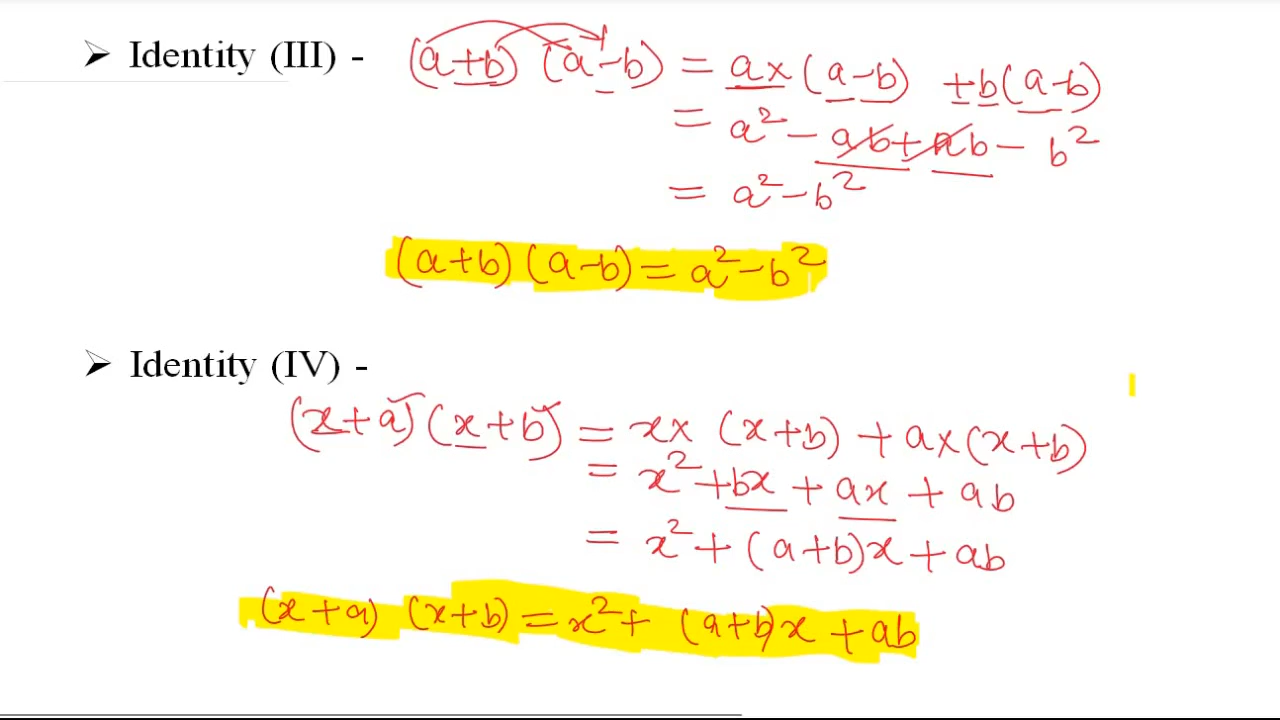 ➢ Identity (III) - (a+b) (a-b) = a×(a-b) +b(a-b)
= a² - ab + ab - b²
= a² - b²
(a+b) (a-b) = a² - b²
➢ Identity (IV) -
(x+a) (x+b) = x× (x+b) + a×(x+b)
= x² + bx + ax + ab
= x² + (a+b)x + ab
(x+a) (x+b) = x² + (a+b)x + ab